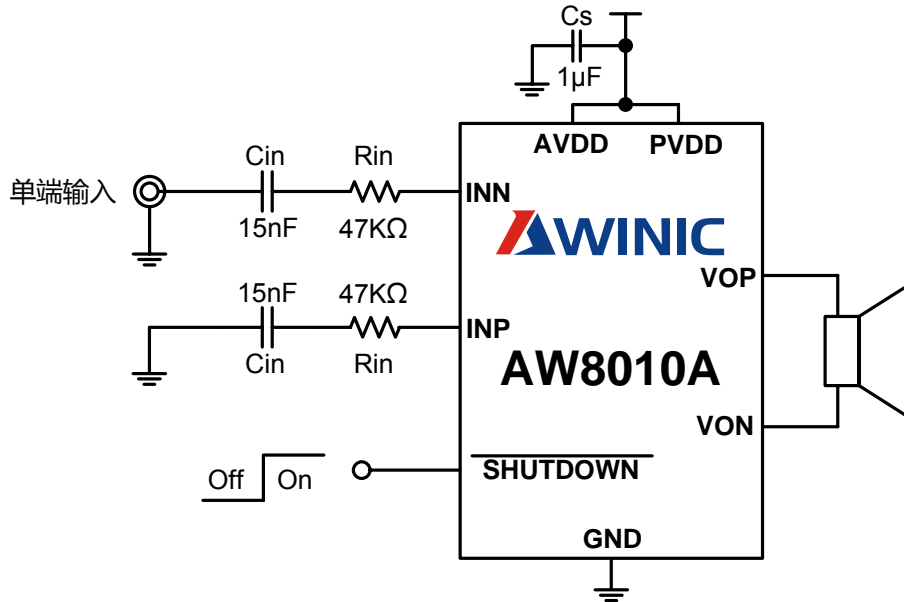 Cs
1µF
AVDD PVDD
Cin Rin
单端输入
15nF 47KΩ
INN
AWINIC
VOP
15nF 47KΩ
INP
Cin Rin
AW8010A
VON
Off On
SHUTDOWN
GND